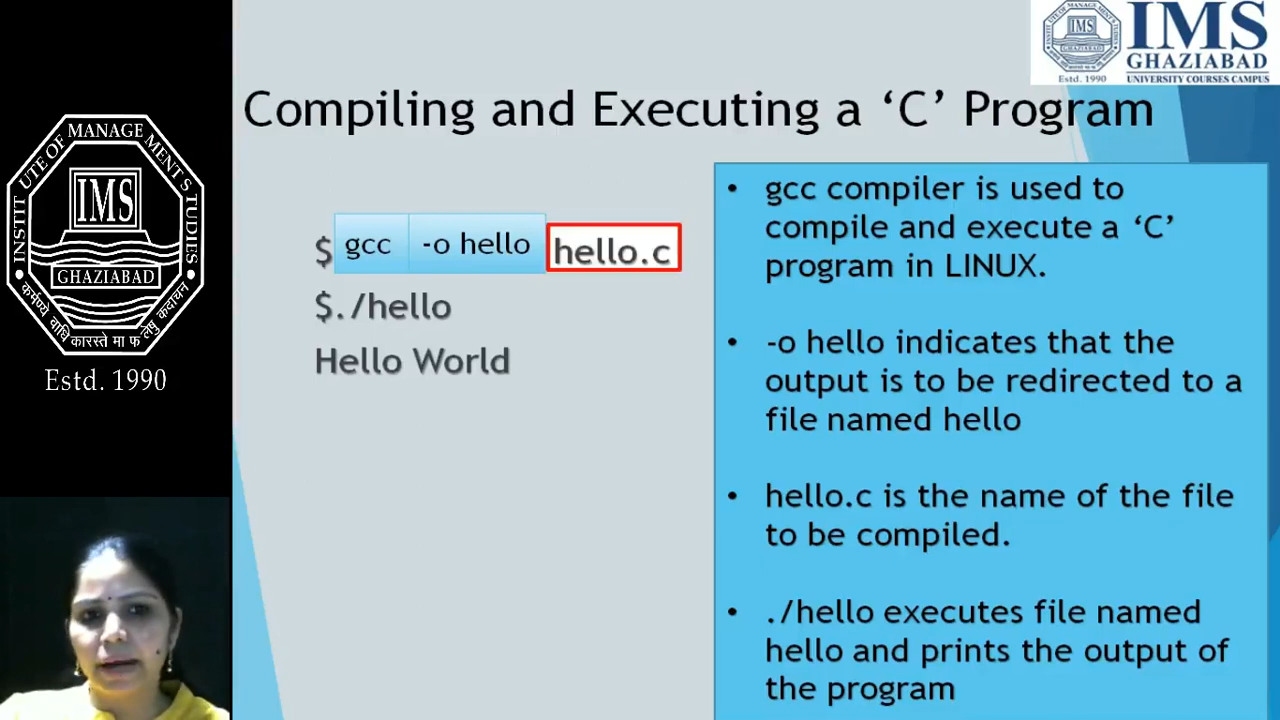 INSTITUTE OF MANAGEMENT STUDIES
IMS
GHAZIABAD
Estd. 1990
IMS
GHAZIABAD
Estd. 1990
IMS
GHAZIABAD
UNIVERSITY COURSES CAMPUS
Compiling and Executing a ‘C’ Program
$ gcc -o hello hello.c
$./hello
Hello World
• gcc compiler is used to
compile and execute a ‘C’
program in LINUX.
• -o hello indicates that the
output is to be redirected to a
file named hello
• hello.c is the name of the file
to be compiled.
• ./hello executes file named
hello and prints the output of
the program